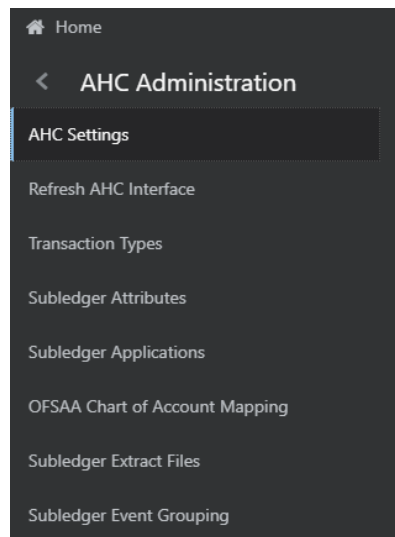 Home
AHC Administration
AHC Settings
Refresh AHC Interface
Transaction Types
Subledger Attributes
Subledger Applications
OFSAA Chart of Account Mapping
Subledger Extract Files
Subledger Event Grouping